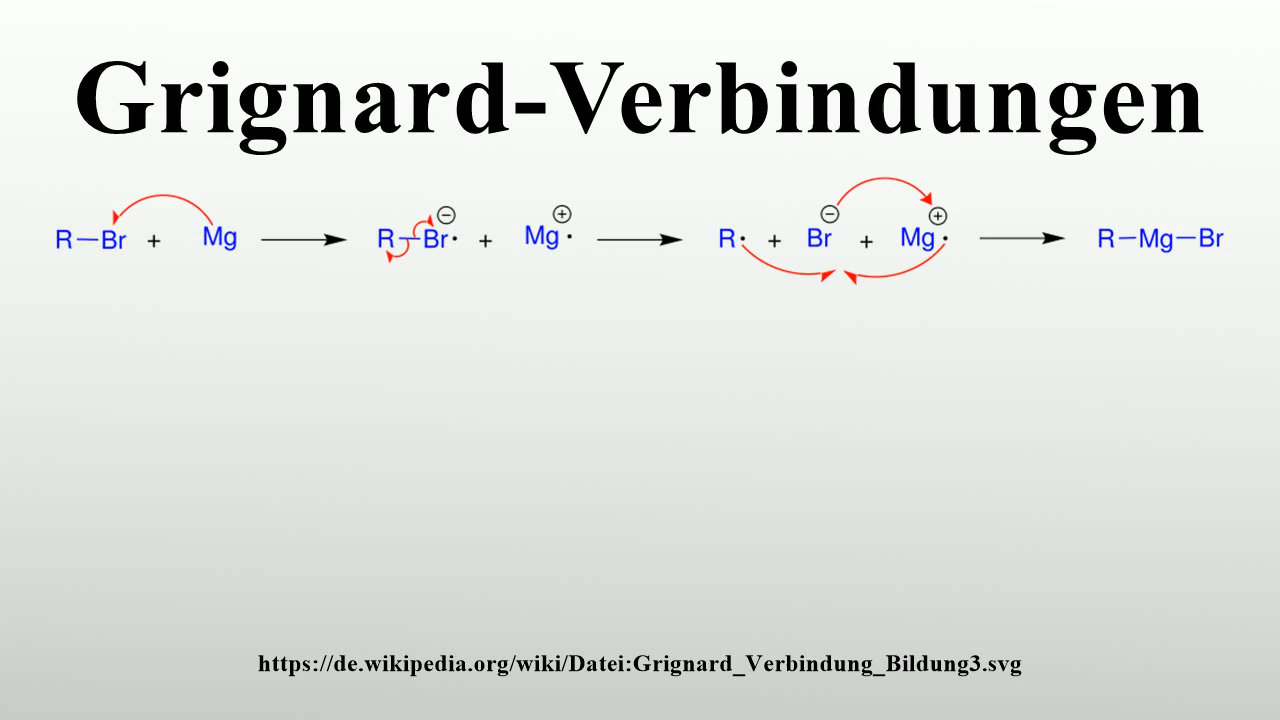 Grignard-Verbindungen
R–Br + Mg ⟶ R–Br⊖· + Mg⊕· ⟶ R· + Br⊖ + Mg⊕· ⟶ R–Mg–Br
https://de.wikipedia.org/wiki/Datei:Grignard_Verbindung_Bildung3.svg